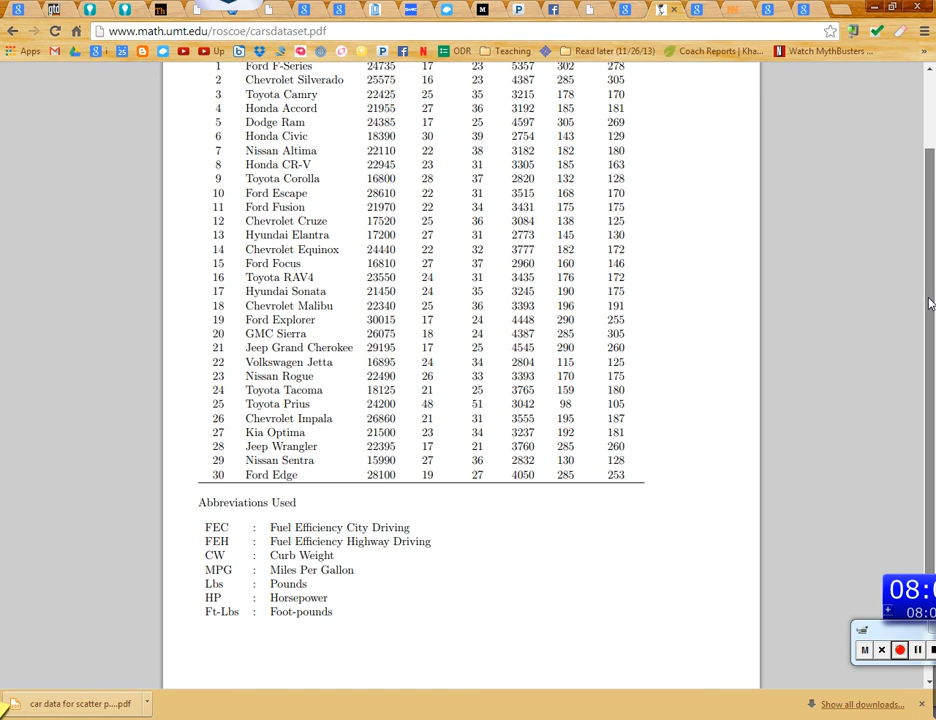 www.math.umt.edu/roscoe/carsdataset.pdf
Apps
Up
ODR
Teaching
Read later (11/26/13)
Coach Reports | Kha...
Watch MythBusters ...
»
1 Ford F-Series 24735 17 23 5357 302 278
2 Chevrolet Silverado 25575 16 23 4387 285 305
3 Toyota Camry 22425 25 35 3215 178 170
4 Honda Accord 21955 27 36 3192 185 181
5 Dodge Ram 24385 17 25 4597 305 269
6 Honda Civic 18390 30 39 2754 143 129
7 Nissan Altima 22110 22 38 3182 182 180
8 Honda CR-V 22945 23 31 3305 185 163
9 Toyota Corolla 16800 28 37 2820 132 128
10 Ford Escape 28610 22 31 3515 168 170
11 Ford Fusion 21970 22 34 3431 175 175
12 Chevrolet Cruze 17520 25 36 3084 138 125
13 Hyundai Elantra 17200 27 31 2773 145 130
14 Chevrolet Equinox 24440 22 32 3777 182 172
15 Ford Focus 16810 27 37 2960 160 146
16 Toyota RAV4 23550 24 31 3435 176 172
17 Hyundai Sonata 21450 24 35 3245 190 175
18 Chevrolet Malibu 22340 25 36 3393 196 191
19 Ford Explorer 30015 17 24 4448 290 255
20 GMC Sierra 26075 18 24 4387 285 305
21 Jeep Grand Cherokee 29195 17 25 4545 290 260
22 Volkswagen Jetta 16895 24 34 2804 115 125
23 Nissan Rogue 22490 26 33 3393 170 175
24 Toyota Tacoma 18125 21 25 3765 159 180
25 Toyota Prius 24200 48 51 3042 98 105
26 Chevrolet Impala 26860 21 31 3555 195 187
27 Kia Optima 21500 23 34 3237 192 181
28 Jeep Wrangler 22395 17 21 3760 285 260
29 Nissan Sentra 15990 27 36 2832 130 128
30 Ford Edge 28100 19 27 4050 285 253
Abbreviations Used
FEC : Fuel Efficiency City Driving
FEH : Fuel Efficiency Highway Driving
CW : Curb Weight
MPG : Miles Per Gallon
Lbs : Pounds
HP : Horsepower
Ft-Lbs : Foot-pounds
08:0
08:0
M
car data for scatter p....pdf
Show all downloads...